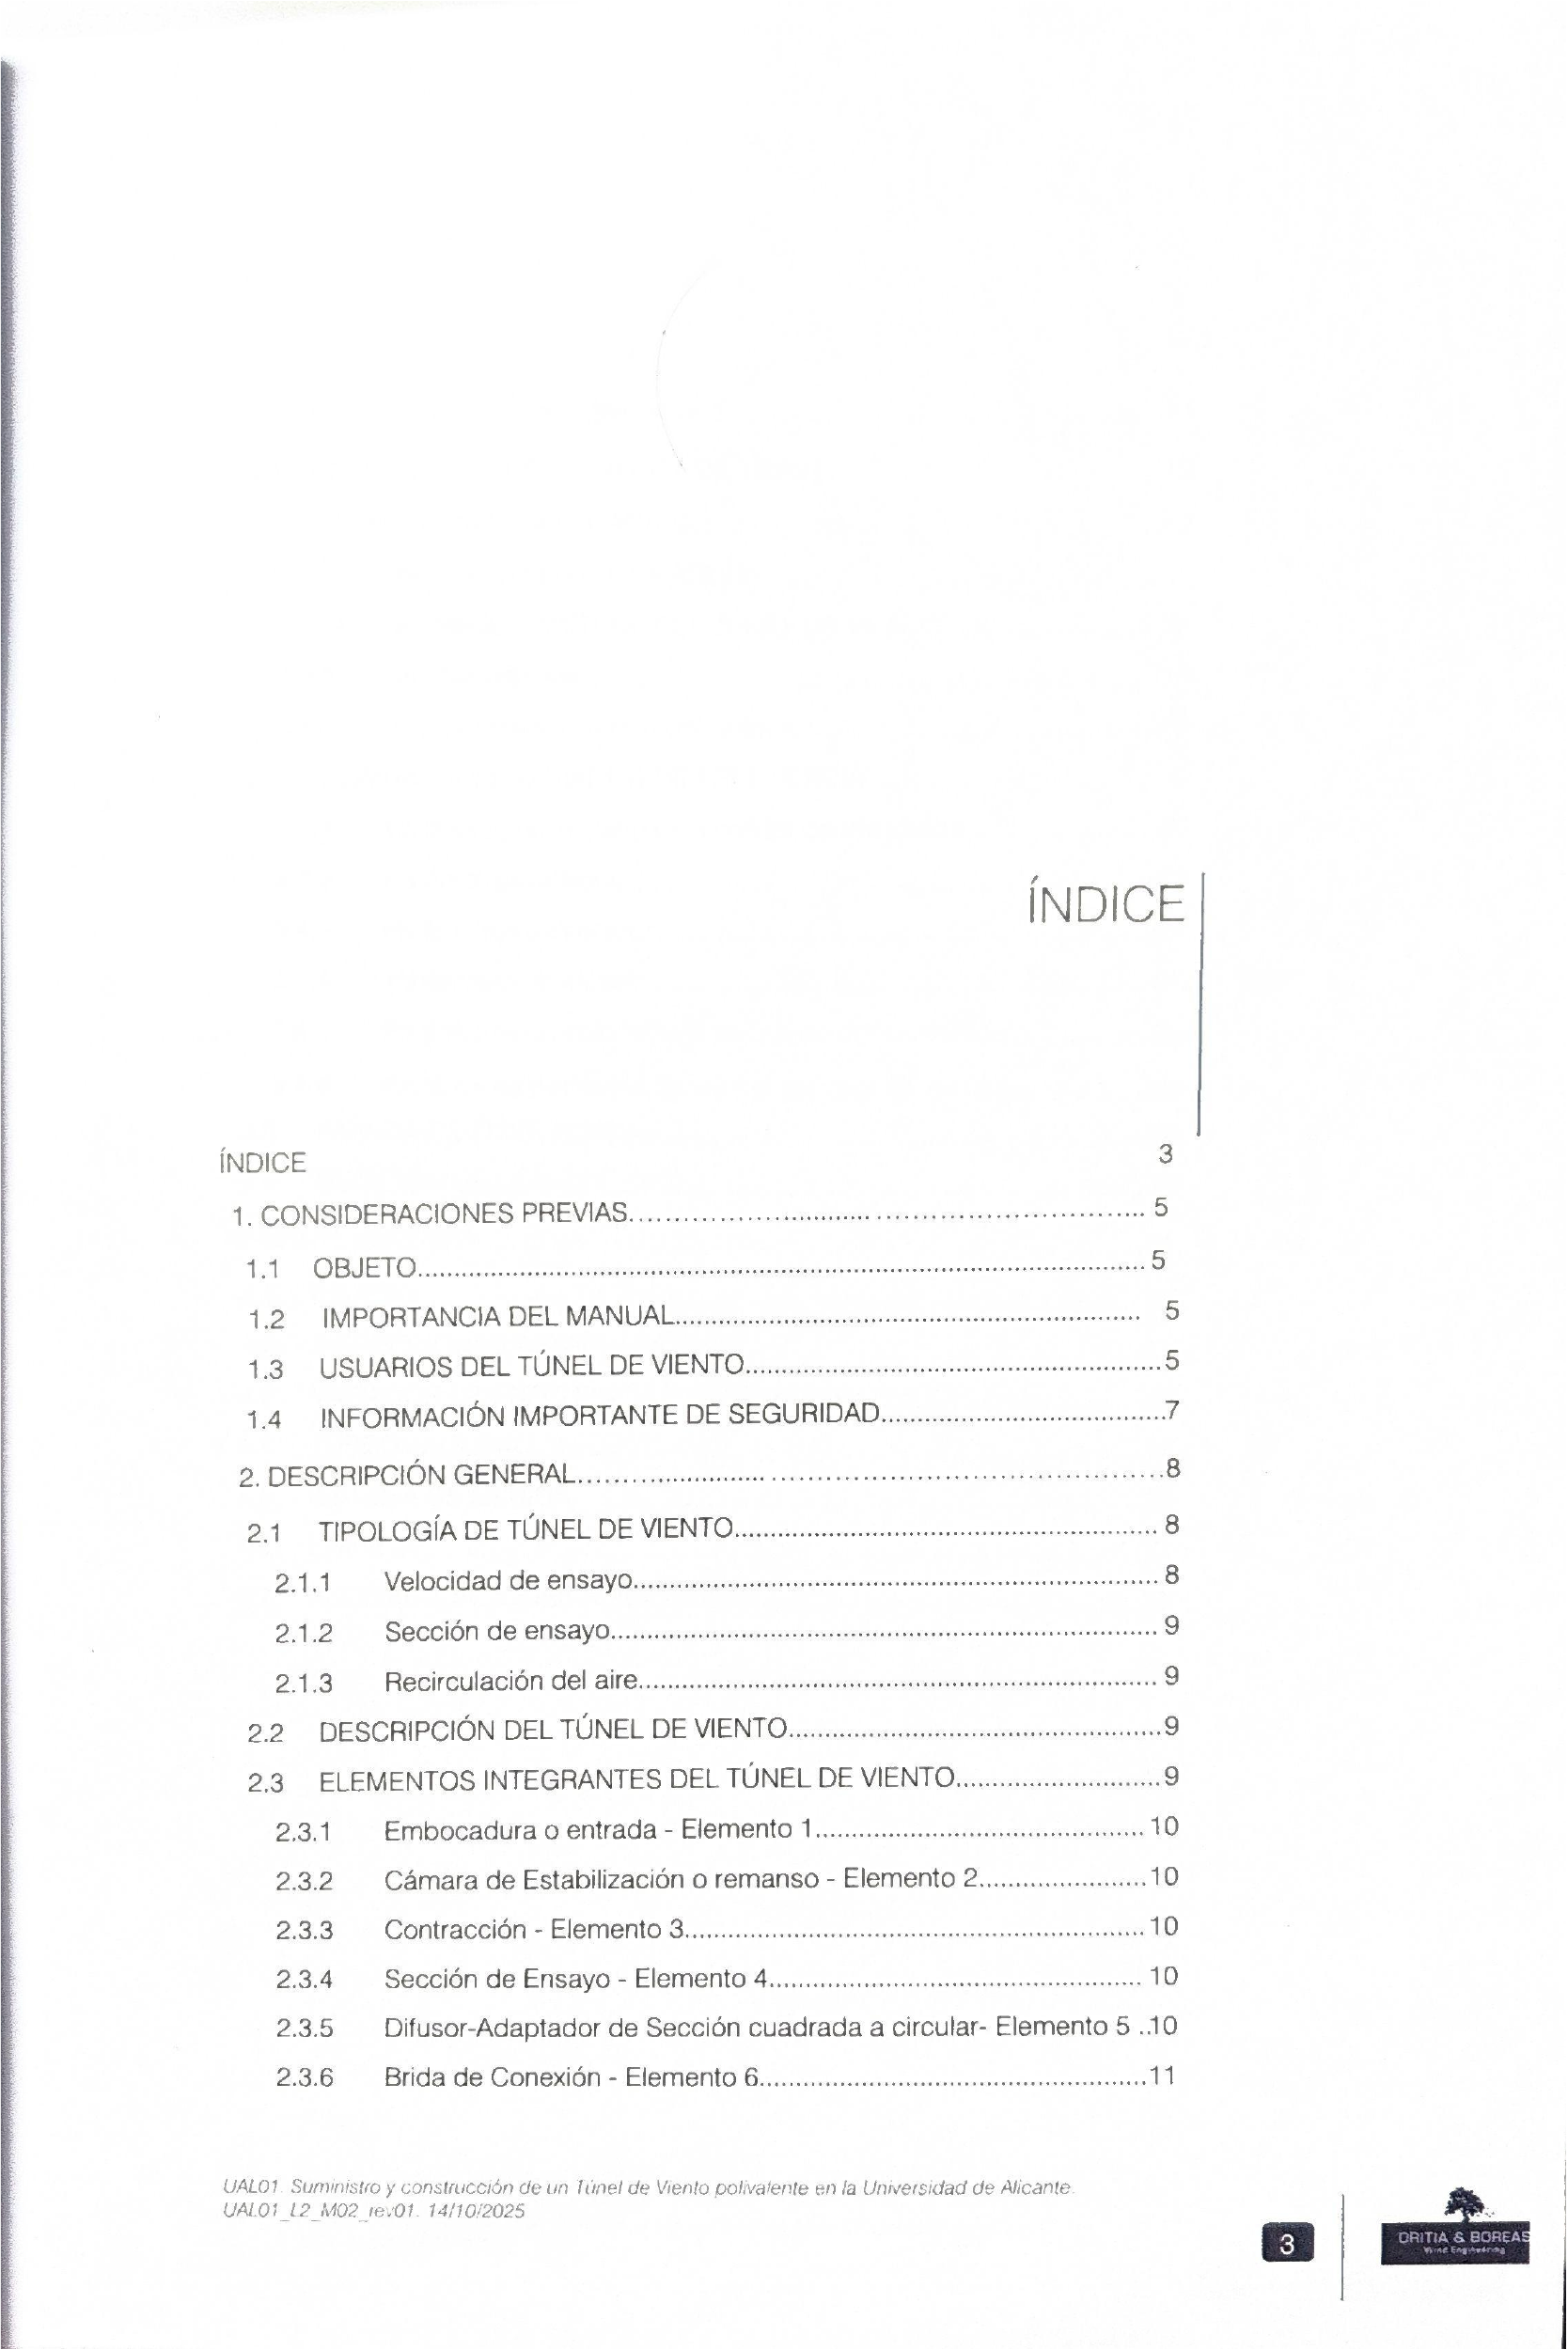 ÍNDICE
ÍNDICE 3
1. CONSIDERACIONES PREVIAS 5
1.1 OBJETO 5
1.2 IMPORTANCIA DEL MANUAL 5
1.3 USUARIOS DEL TÚNEL DE VIENTO 5
1.4 INFORMACIÓN IMPORTANTE DE SEGURIDAD 7
2. DESCRIPCIÓN GENERAL 8
2.1 TIPOLOGÍA DE TÚNEL DE VIENTO 8
2.1.1 Velocidad de ensayo 8
2.1.2 Sección de ensayo 9
2.1.3 Recirculación del aire 9
2.2 DESCRIPCIÓN DEL TÚNEL DE VIENTO 9
2.3 ELEMENTOS INTEGRANTES DEL TÚNEL DE VIENTO 9
2.3.1 Embocadura o entrada - Elemento 1 10
2.3.2 Cámara de Estabilización o remanso - Elemento 2 10
2.3.3 Contracción - Elemento 3 10
2.3.4 Sección de Ensayo - Elemento 4 10
2.3.5 Difusor-Adaptador de Sección cuadrada a circular- Elemento 5 ..10
2.3.6 Brida de Conexión - Elemento 6 11
UAL01. Suministro y construcción de un Túnel de Viento polivalente en la Universidad de Alicante.
UAL01_L2_M02_rev01. 14/10/2025
3
ORITIA & BOREAS
Wind Engineering